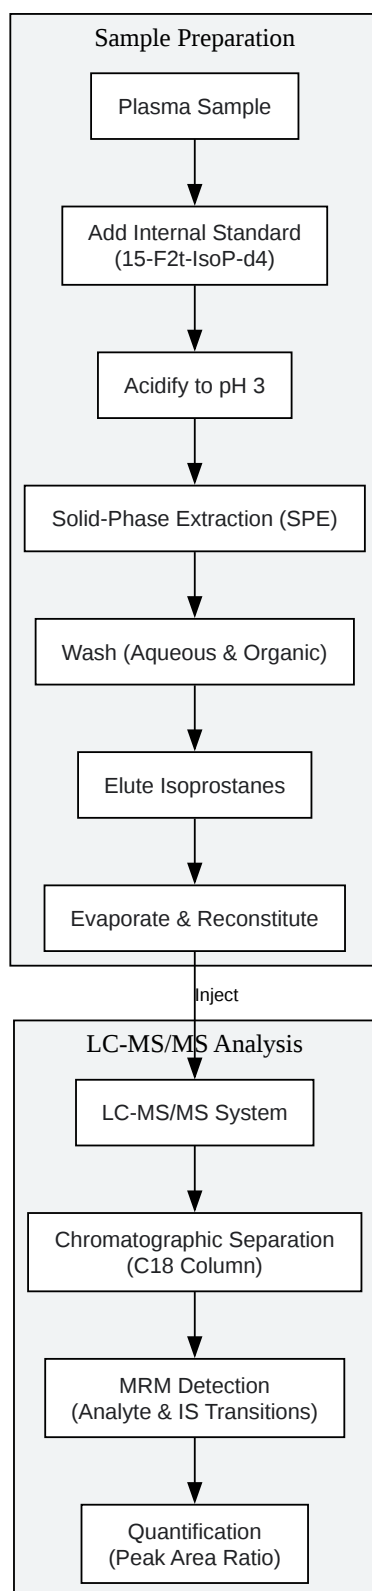 Sample Preparation
Plasma Sample
Add Internal Standard
(15-F2t-IsoP-d4)
Acidify to pH 3
Solid-Phase Extraction (SPE)
Wash (Aqueous & Organic)
Elute Isoprostanes
Evaporate & Reconstitute
Inject
LC-MS/MS Analysis
LC-MS/MS System
Chromatographic Separation
(C18 Column)
MRM Detection
(Analyte & IS Transitions)
Quantification
(Peak Area Ratio)